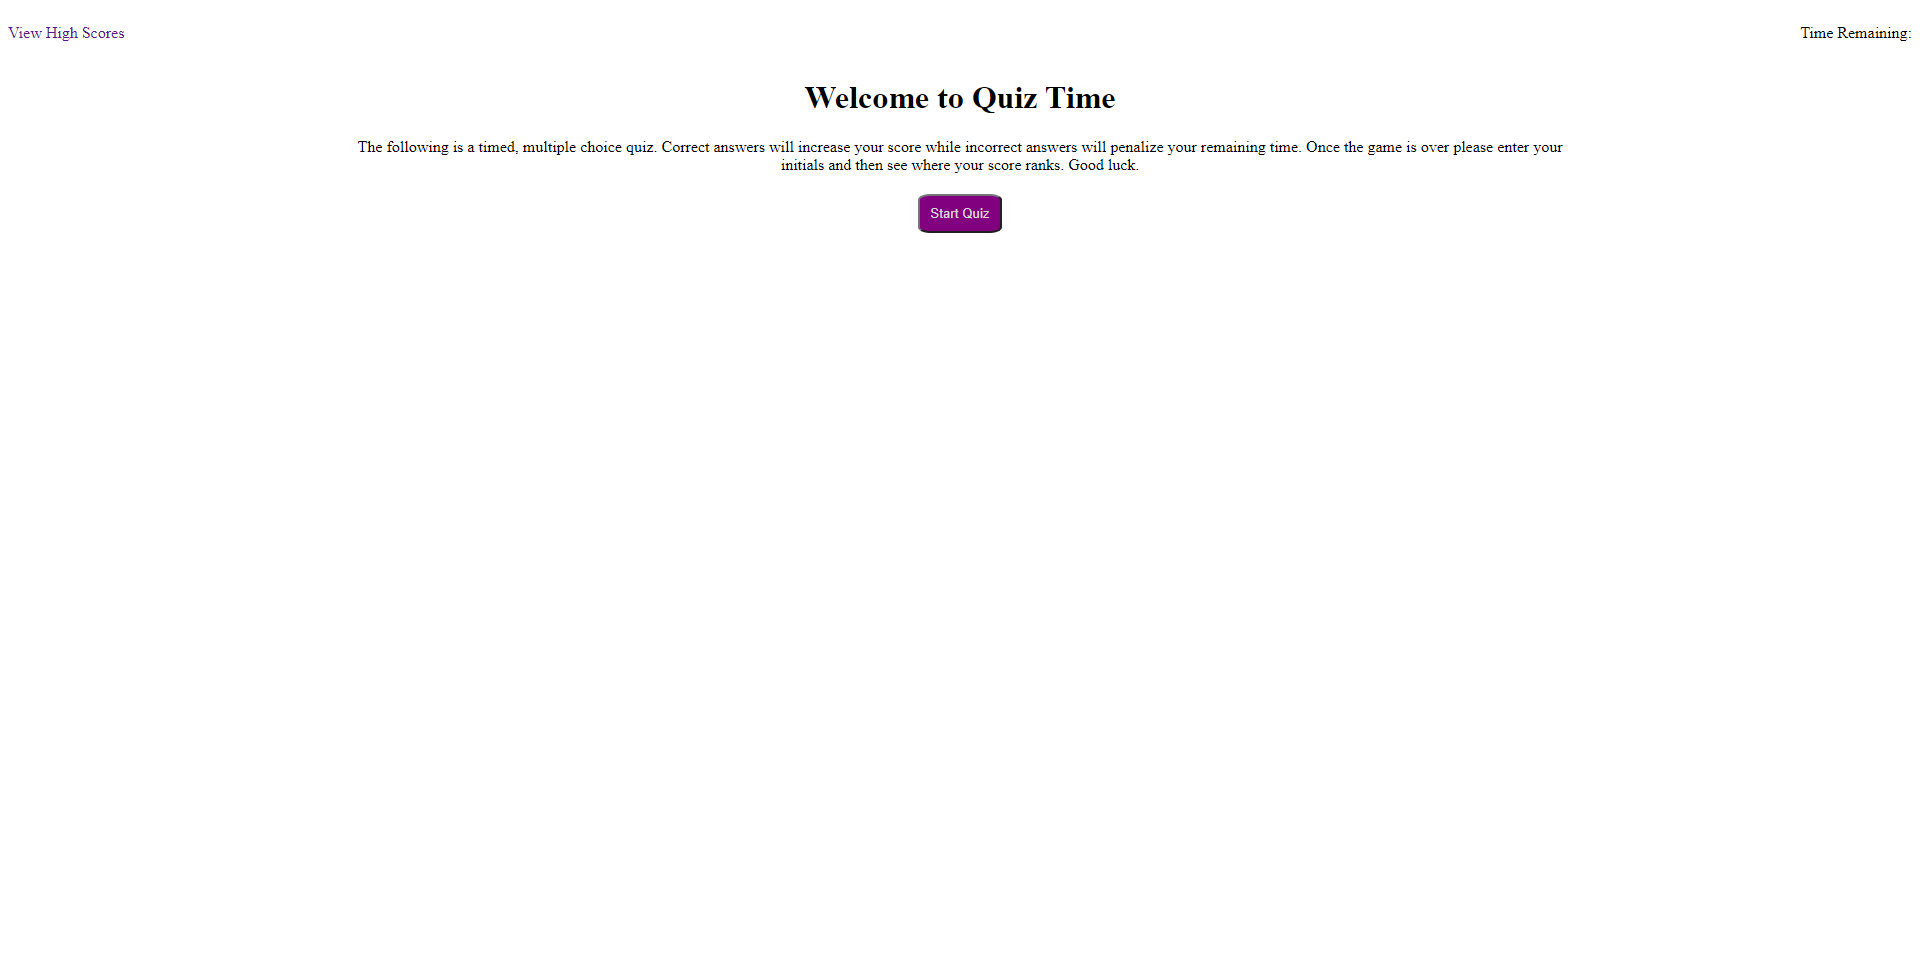 View High Scores
Time Remaining:
Welcome to Quiz Time
The following is a timed, multiple choice quiz. Correct answers will increase your score while incorrect answers will penalize your remaining time. Once the game is over please enter your
initials and then see where your score ranks. Good luck.
Start Quiz